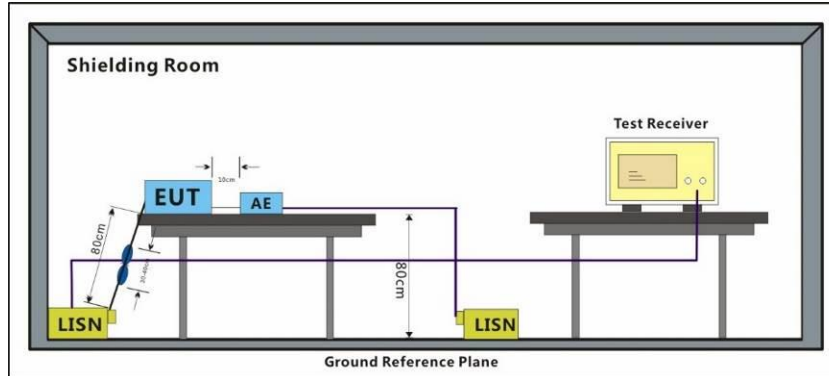 Shielding Room
Test Receiver
10cm
EUT
AE
80cm
80cm
LISN
LISN
Ground Reference Plane